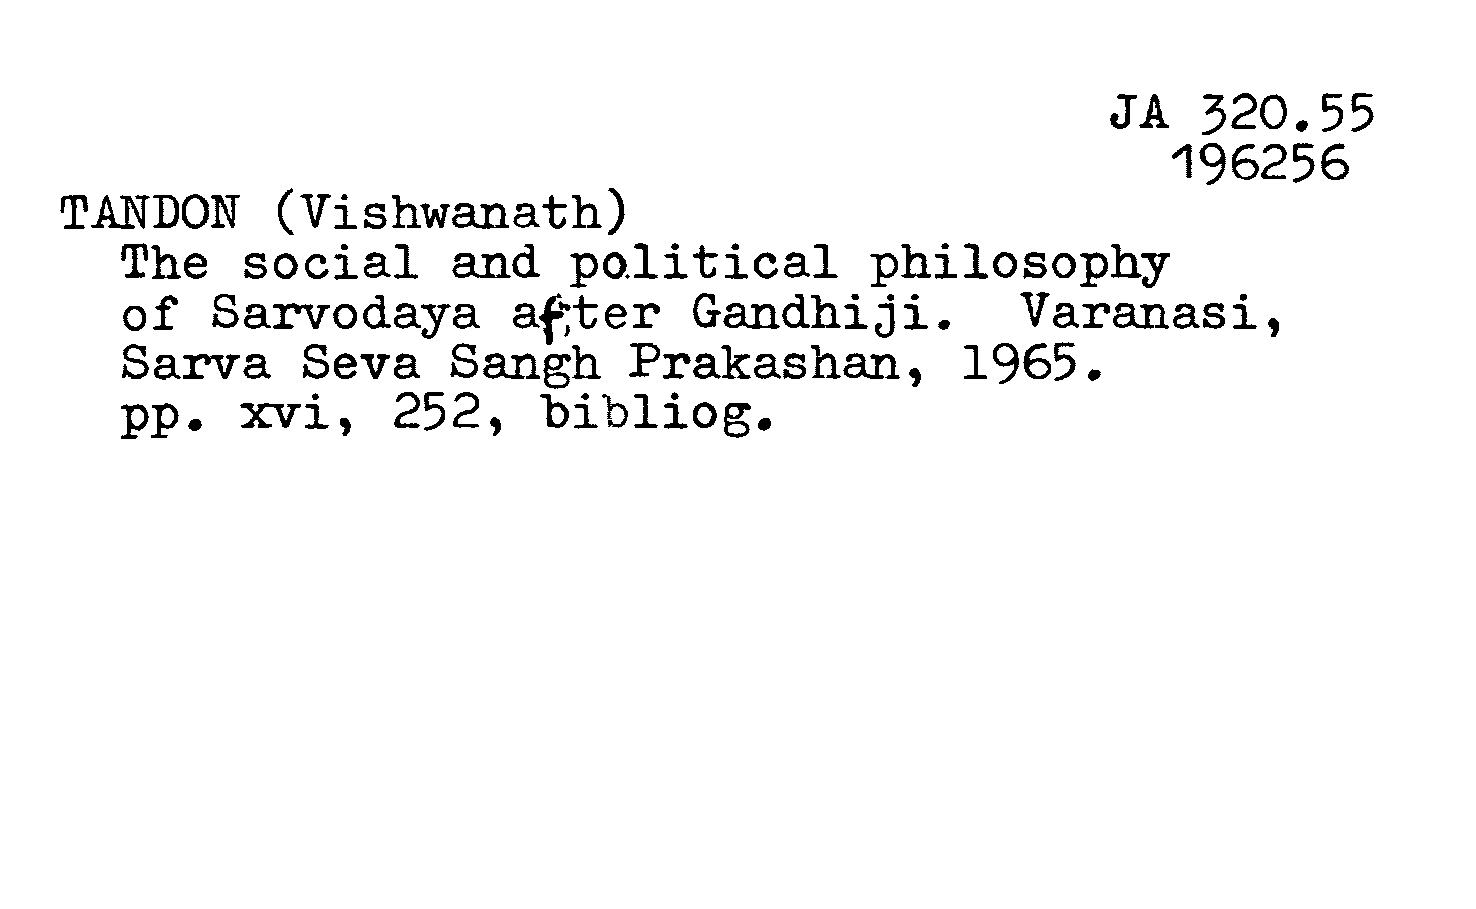 JA 320.55
196256
TANDON (Vishwanath)
The social and political philosophy
of Sarvodaya after Gandhiji. Varanasi,
Sarva Seva Sangh Prakashan, 1965.
pp. xvi, 252, bibliog.